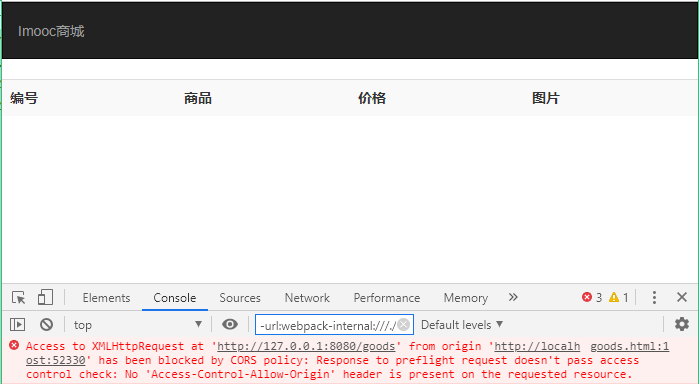 Imooc商城
编号 商品 价格 图片
Elements Console Sources Network Performance Memory » 3 1
top -url:webpack-internal:///./ Default levels
Access to XMLHttpRequest at 'http://127.0.0.1:8080/goods' from origin 'http://localh goods.html:1
ost:52330' has been blocked by CORS policy: Response to preflight request doesn't pass access
control check: No 'Access-Control-Allow-Origin' header is present on the requested resource.